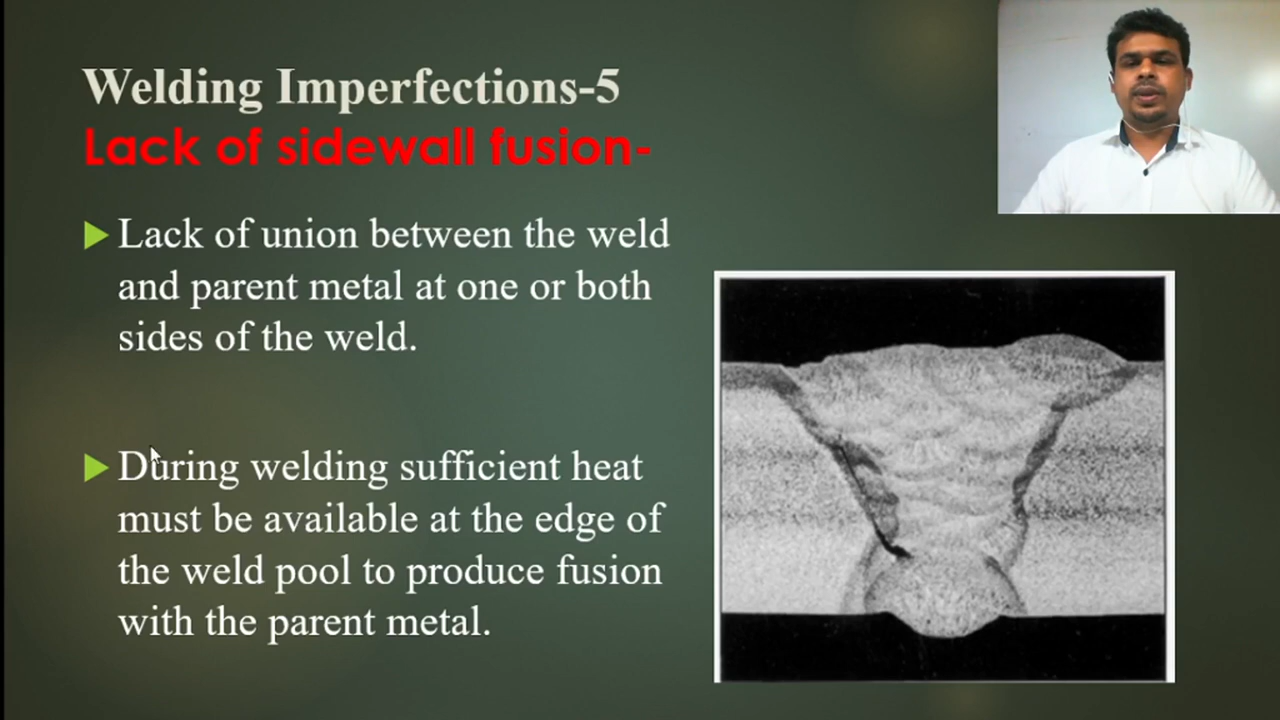 Welding Imperfections-5
Lack of sidewall fusion-
Lack of union between the weld
and parent metal at one or both
sides of the weld.
During welding sufficient heat
must be available at the edge of
the weld pool to produce fusion
with the parent metal.